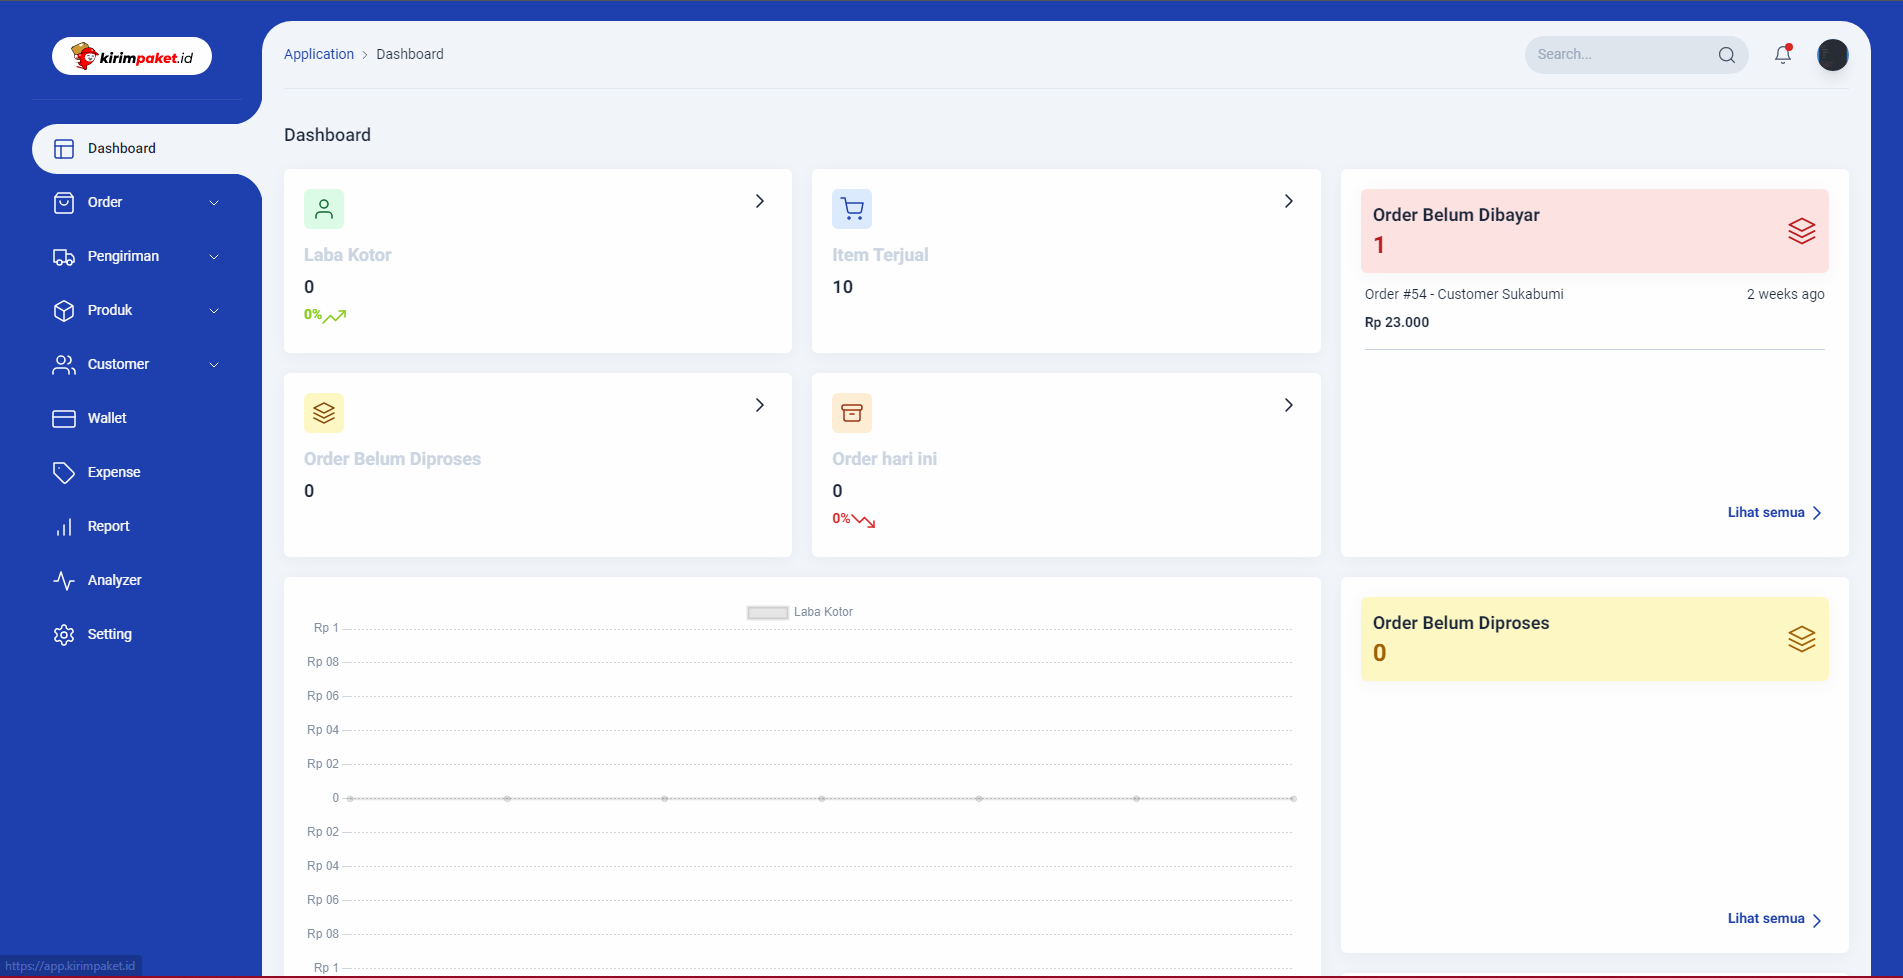 kirimpaket.id
Application > Dashboard
Search...
Dashboard
Order
Pengiriman
Produk
Customer
Wallet
Expense
Report
Analyzer
Setting
Dashboard
Laba Kotor
0
0%
Item Terjual
10
Order Belum Diproses
0
Order hari ini
0
0%
Order Belum Dibayar
1
Order #54 - Customer Sukabumi 2 weeks ago
Rp 23.000
Lihat semua
Laba Kotor
Rp 1
Rp 08
Rp 06
Rp 04
Rp 02
0
Rp 02
Rp 04
Rp 06
Rp 08
Rp 1
Order Belum Diproses
0
Lihat semua
https://app.kirimpaket.id